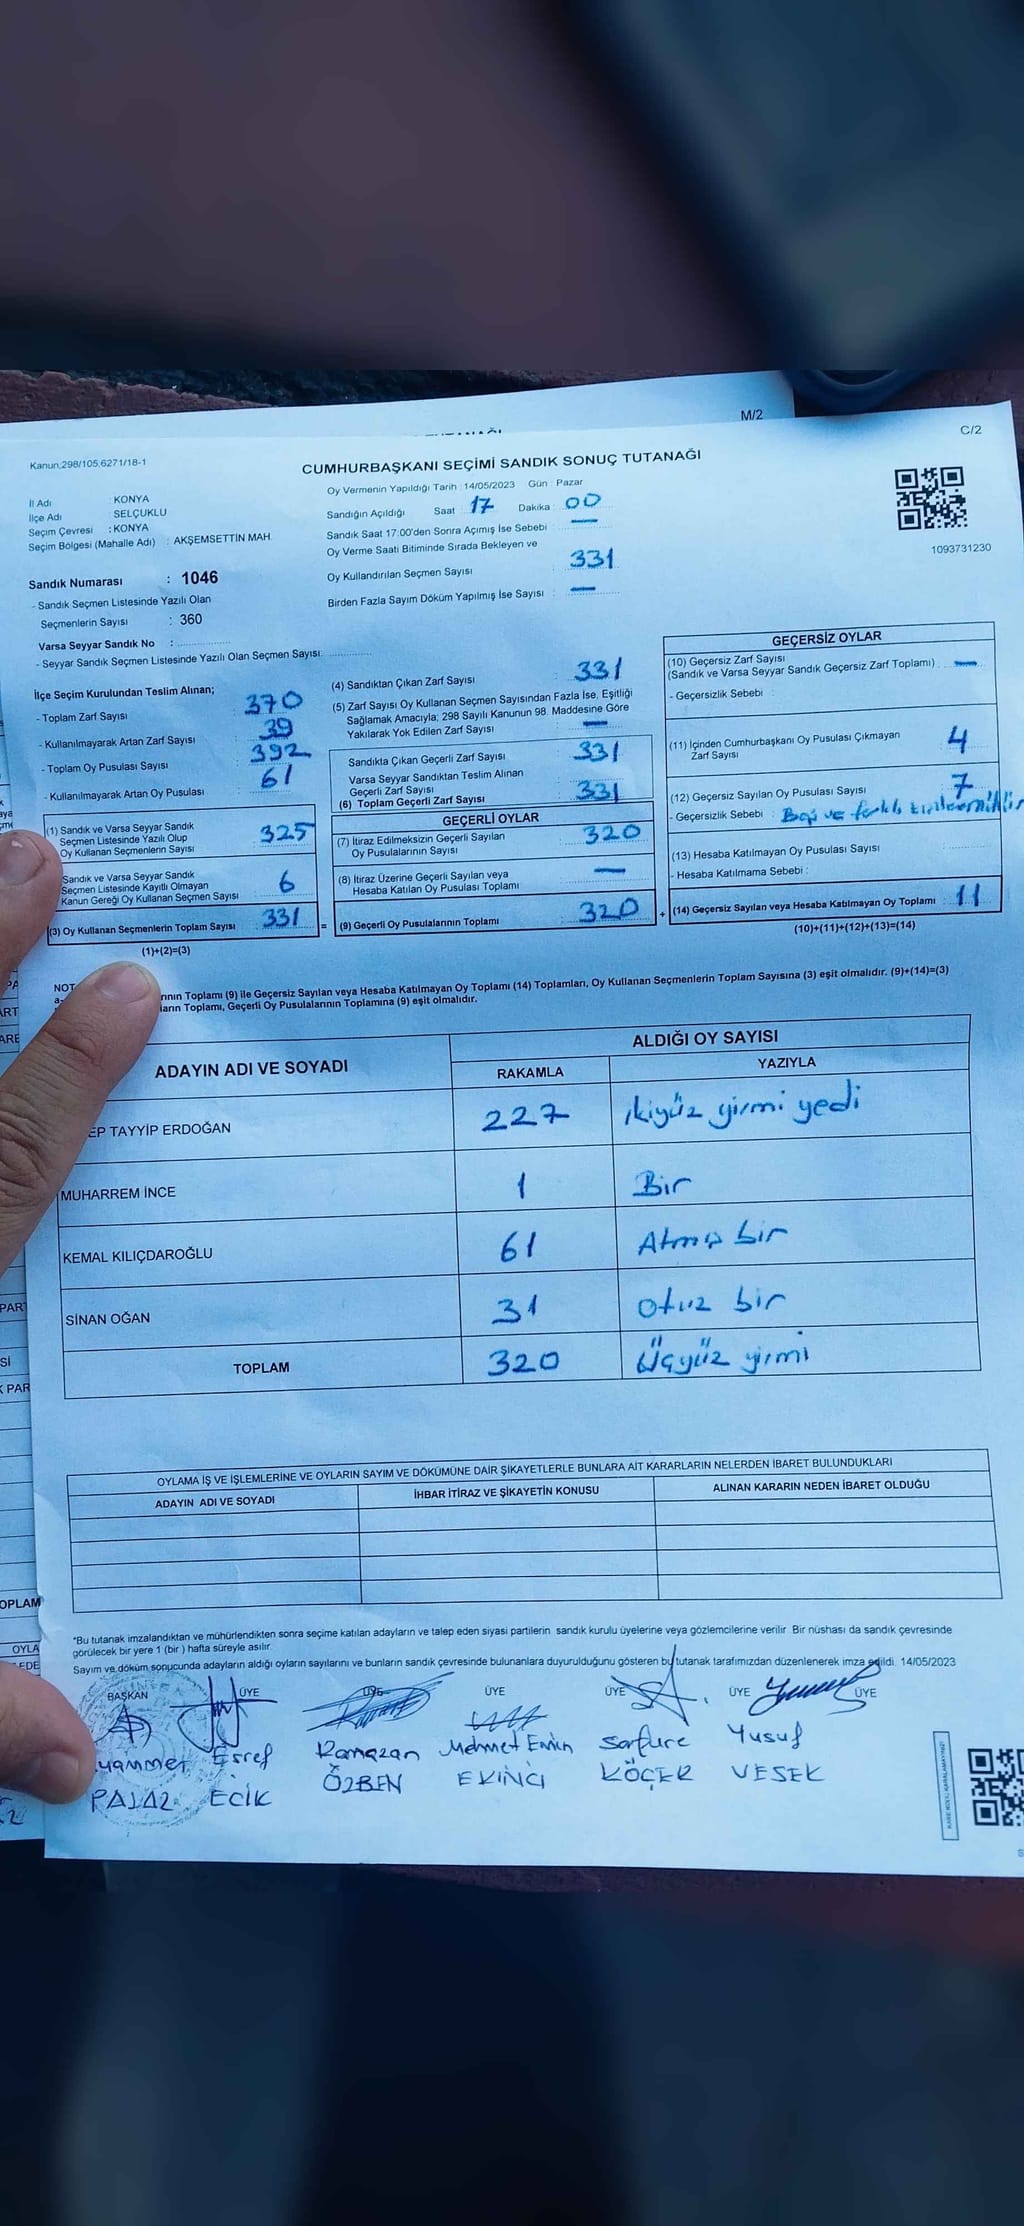 M/2
C/2
Kanun,298/105,6271/18-1
CUMHURBAŞKANI SEÇİMİ SANDIK SONUÇ TUTANAĞI
İl Adı : KONYA
İlçe Adı : SELÇUKLU
Seçim Çevresi : KONYA
Seçim Bölgesi (Mahalle Adı) : AKŞEMSETTİN MAH.
Oy Vermenin Yapıldığı Tarih : 14/05/2023 Gün : Pazar
Sandığın Açıldığı Saat : 17 Dakika : 00
Sandık Saat 17:00'den Sonra Açımış İse Sebebi : —
Oy Verme Saati Bitiminde Sırada Bekleyen ve
Oy Kullandırılan Seçmen Sayısı : 331
Birden Fazla Sayım Döküm Yapılmış İse Sayısı : —
1093731230
Sandık Numarası : 1046
- Sandık Seçmen Listesinde Yazılı Olan
Seçmenlerin Sayısı : 360
Varsa Seyyar Sandık No :
- Seyyar Sandık Seçmen Listesinde Yazılı Olan Seçmen Sayısı:
İlçe Seçim Kurulundan Teslim Alınan;
- Toplam Zarf Sayısı : 370
- Kullanılmayarak Artan Zarf Sayısı : 39
- Toplam Oy Pusulası Sayısı : 392
- Kullanılmayarak Artan Oy Pusulası : 61
(1) Sandık ve Varsa Seyyar Sandık
Seçmen Listesinde Yazılı Olup
Oy Kullanan Seçmenlerin Sayısı : 325
Sandık ve Varsa Seyyar Sandık
Seçmen Listesinde Kayıtlı Olmayan
Kanun Gereği Oy Kullanan Seçmen Sayısı : 6
(3) Oy Kullanan Seçmenlerin Toplam Sayısı : 331
(1)+(2)=(3)
(4) Sandıktan Çıkan Zarf Sayısı : 331
(5) Zarf Sayısı Oy Kullanan Seçmen Sayısından Fazla İse, Eşitliği
Sağlamak Amacıyla; 298 Sayılı Kanunun 98. Maddesine Göre
Yakılarak Yok Edilen Zarf Sayısı : —
Sandıkta Çıkan Geçerli Zarf Sayısı : 331
Varsa Seyyar Sandıktan Teslim Alınan
Geçerli Zarf Sayısı :
(6) Toplam Geçerli Zarf Sayısı : 331
GEÇERLİ OYLAR
(7) İtiraz Edilmeksizin Geçerli Sayılan
Oy Pusulalarının Sayısı : 320
(8) İtiraz Üzerine Geçerli Sayılan veya
Hesaba Katılan Oy Pusulası Toplamı : —
= (9) Geçerli Oy Pusulalarının Toplamı : 320 +
GEÇERSİZ OYLAR
(10) Geçersiz Zarf Sayısı
(Sandık ve Varsa Seyyar Sandık Geçersiz Zarf Toplamı) : —
- Geçersizlik Sebebi :
(11) İçinden Cumhurbaşkanı Oy Pusulası Çıkmayan
Zarf Sayısı : 4
(12) Geçersiz Sayılan Oy Pusulası Sayısı : 7
- Geçersizlik Sebebi : Boş ve farklı
(13) Hesaba Katılmayan Oy Pusulası Sayısı :
- Hesaba Katılmama Sebebi :
(14) Geçersiz Sayılan veya Hesaba Katılmayan Oy Toplamı : 11
(10)+(11)+(12)+(13)=(14)
NOT
a-
Toplamı (9) ile Geçersiz Sayılan veya Hesaba Katılmayan Oy Toplamı (14) Toplamları, Oy Kullanan Seçmenlerin Toplam Sayısına (3) eşit olmalıdır. (9)+(14)=(3)
Toplamı, Geçerli Oy Pusulalarının Toplamına (9) eşit olmalıdır.
ADAYIN ADI VE SOYADI
ALDIĞI OY SAYISI
RAKAMLA YAZIYLA
EP TAYYİP ERDOĞAN 227 ikiyüz yirmi yedi
MUHARREM İNCE 1 Bir
KEMAL KILIÇDAROĞLU 61 Atmış bir
SİNAN OĞAN 31 otuz bir
TOPLAM 320 Üçyüz yirmi
OYLAMA İŞ VE İŞLEMLERİNE VE OYLARIN SAYIM VE DÖKÜMÜNE DAİR ŞİKAYETLERLE BUNLARA AİT KARARLARIN NELERDEN İBARET BULUNDUKLARI
ADAYIN ADI VE SOYADI İHBAR İTİRAZ VE ŞİKAYETİN KONUSU ALINAN KARARIN NEDEN İBARET OLDUĞU
*Bu tutanak imzalandıktan ve mühürlendikten sonra seçime katılan adayların ve talep eden siyasi partilerin sandık kurulu üyelerine veya gözlemcilerine verilir. Bir nüshası da sandık çevresinde
görülecek bir yere 1 (bir) hafta süreyle asılır.
Sayım ve döküm sonucunda adayların aldığı oyların sayılarını ve bunların sandık çevresinde bulunanlara duyurulduğunu gösteren bu tutanak tarafımızdan düzenlenerek imza edildi. 14/05/2023
BAŞKAN ÜYE ÜYE ÜYE ÜYE ÜYE ÜYE
Eşref Ramazan Mehmet Emin Yusuf
PALAZ ECİK ÖZBEN EKİNCİ KÖÇER VESEK